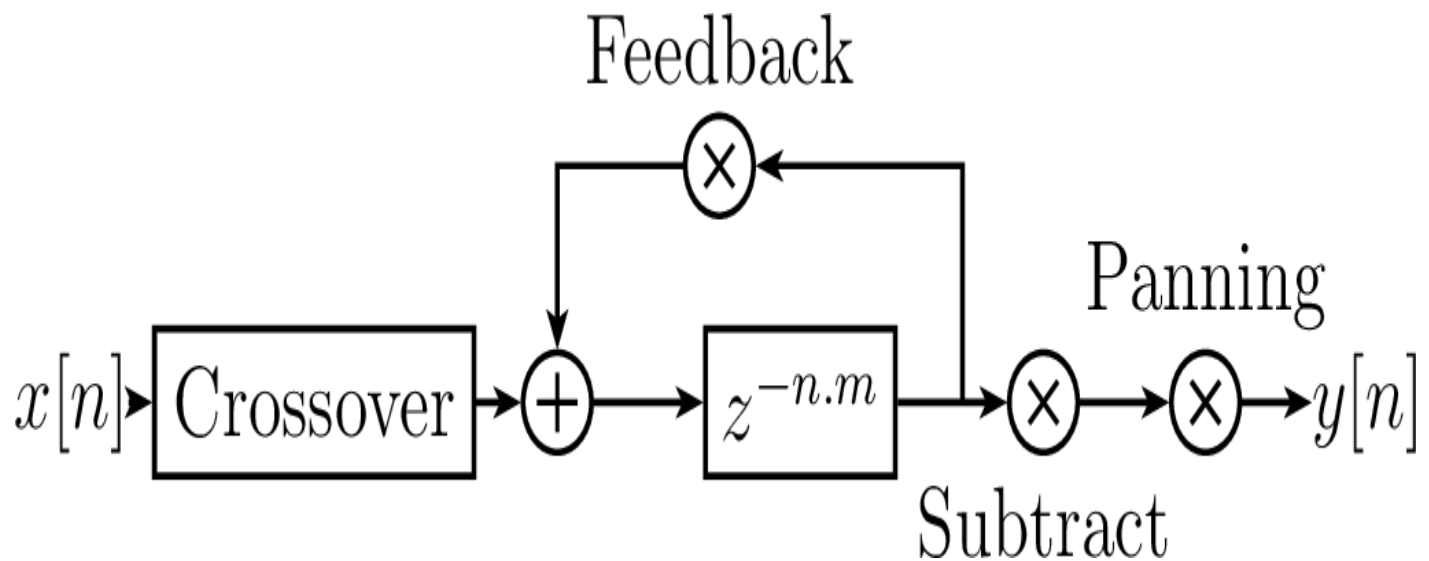 Feedback
Panning
x[n] Crossover + z^{-n.m} y[n]
Subtract